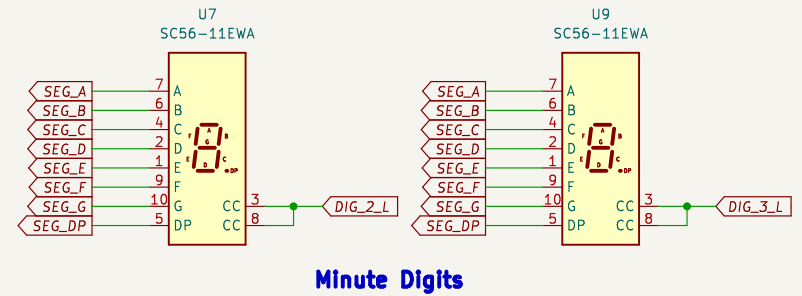 U7
SC56-11EWA
SEG_A 7 A
SEG_B 6 B
SEG_C 4 C
SEG_D 2 D
SEG_E 1 E
SEG_F 9 F
SEG_G 10 G CC 3 DIG_2_L
SEG_DP 5 DP CC 8
A
F B
G
E C
D
DP
U9
SC56-11EWA
SEG_A 7 A
SEG_B 6 B
SEG_C 4 C
SEG_D 2 D
SEG_E 1 E
SEG_F 9 F
SEG_G 10 G CC 3 DIG_3_L
SEG_DP 5 DP CC 8
A
F B
G
E C
D
DP
Minute Digits